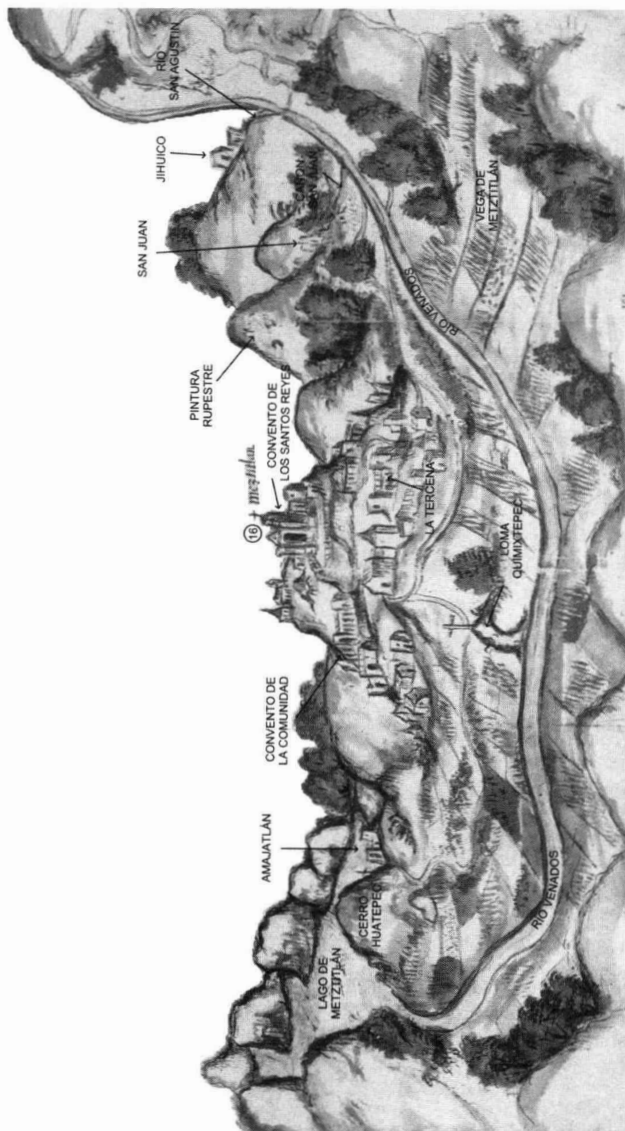 AMAJATLÁN
CONVENTO DE
LA COMUNIDAD
16
CONVENTO DE
LOS SANTOS REYES
PINTURA
RUPESTRE
SAN JUAN
JIHUICO
RIO
SAN AGUSTIN
LAGO DE
METZTITLÁN
CERRO
HUATEPEC
LA TERCENA
LOMA
QUIMIXTEPEC
RIO VENADOS
RIO VENADOS
VEGA DE
METZTITLÁN